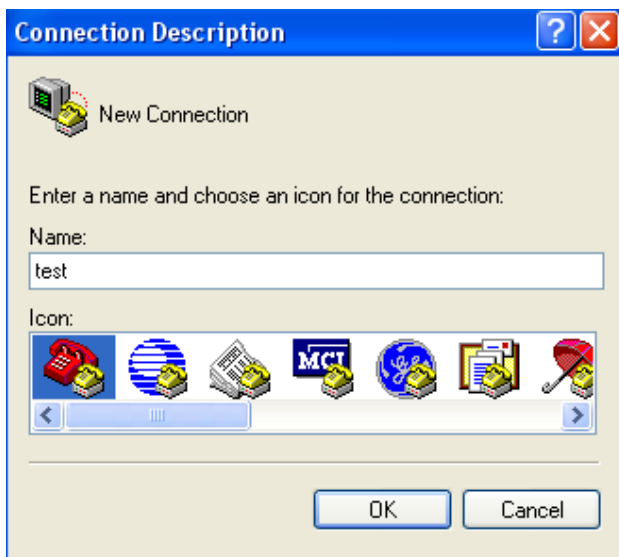 Connection Description
New Connection
Enter a name and choose an icon for the connection:
Name:
test
Icon:
MCI
OK
Cancel